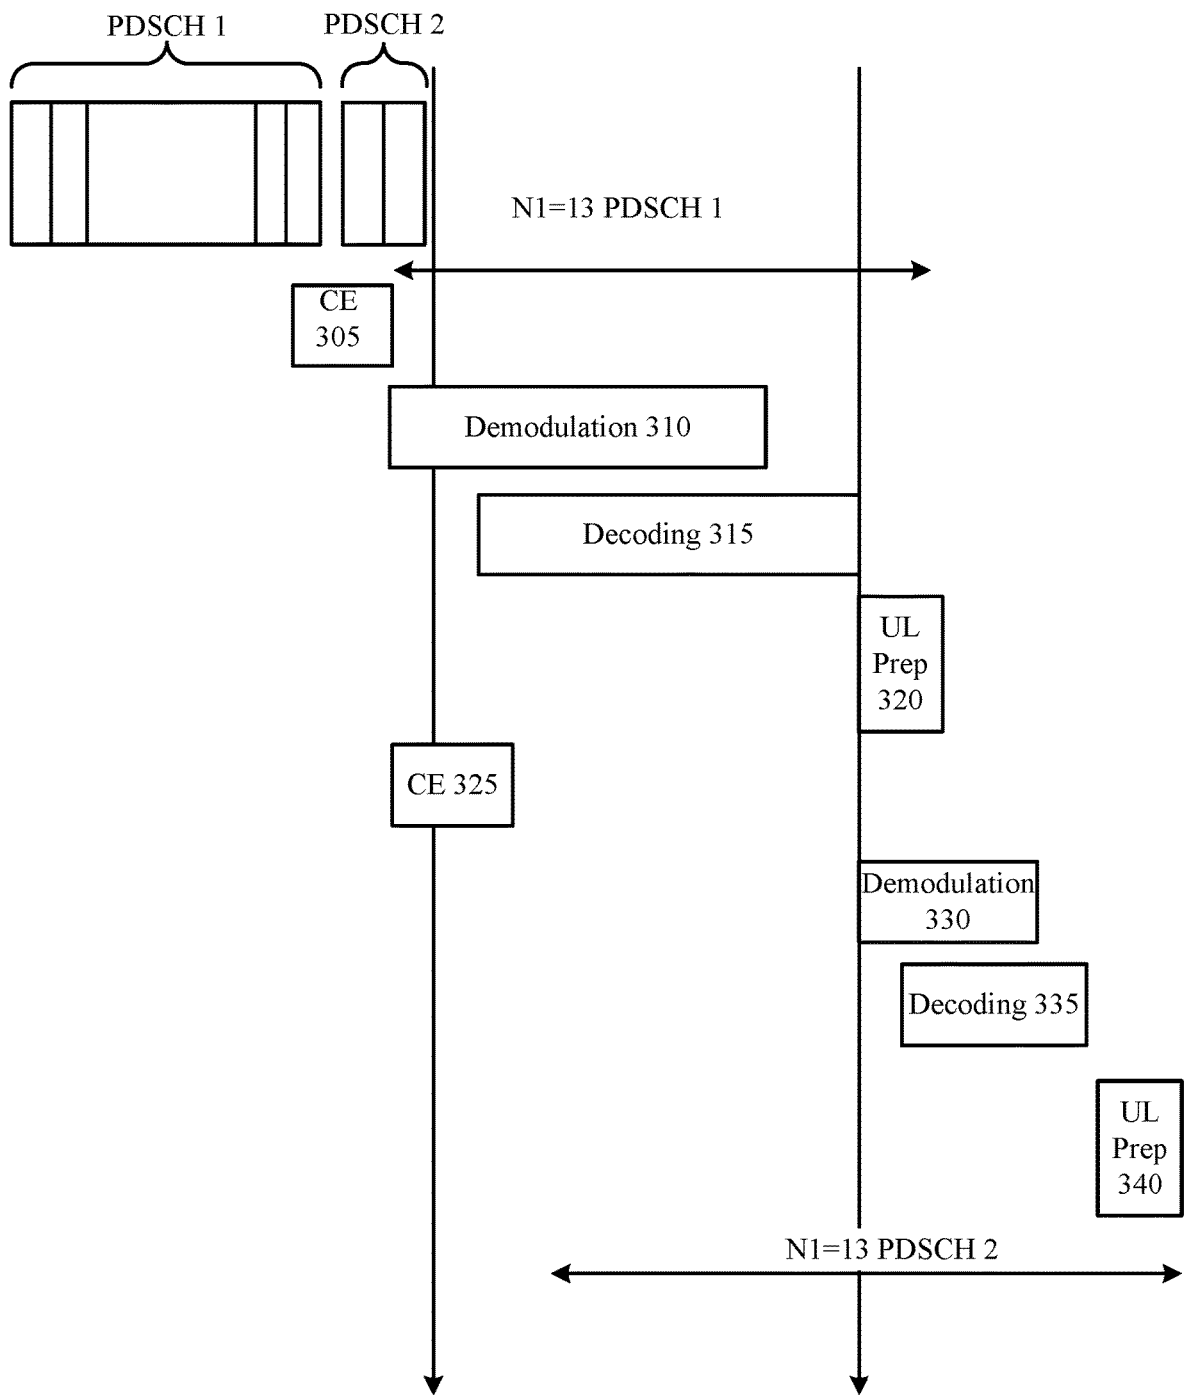 PDSCH 1
PDSCH 2
N1=13 PDSCH 1
CE
305
Demodulation 310
Decoding 315
UL
Prep
320
CE 325
Demodulation
330
Decoding 335
UL
Prep
340
N1=13 PDSCH 2